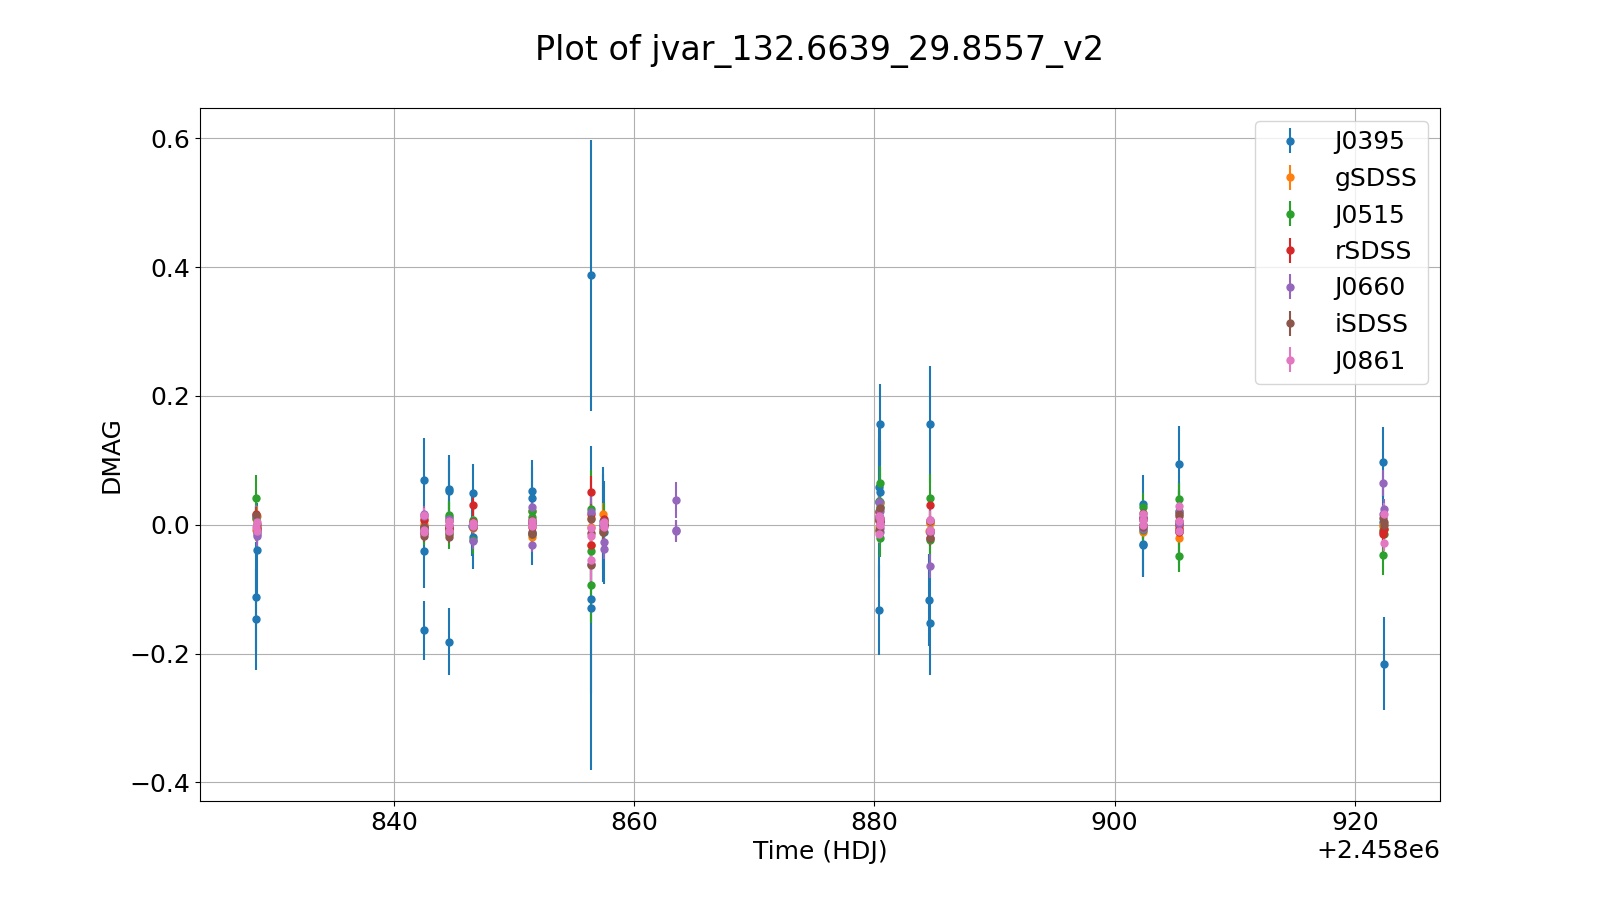 Plot of jvar_132.6639_29.8557_v2
0.6
0.4
0.2
0.0
−0.2
−0.4
DMAG
J0395
gSDSS
J0515
rSDSS
J0660
iSDSS
J0861
840
860
880
900
920
Time (HDJ)
+2.458e6